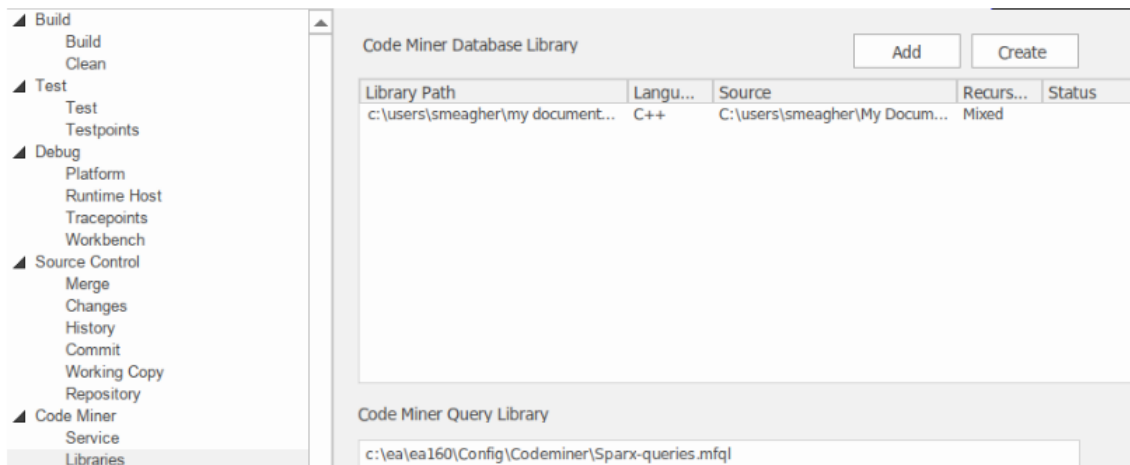 Build
Build
Clean
Test
Test
Testpoints
Debug
Platform
Runtime Host
Tracepoints
Workbench
Source Control
Merge
Changes
History
Commit
Working Copy
Repository
Code Miner
Service
Libraries
Code Miner Database Library
Add Create
Library Path Langu... Source Recurs... Status
c:\users\smeagher\my document... C++ C:\users\smeagher\My Docum... Mixed
Code Miner Query Library
c:\ea\ea160\Config\Codeminer\Sparx-queries.mfql